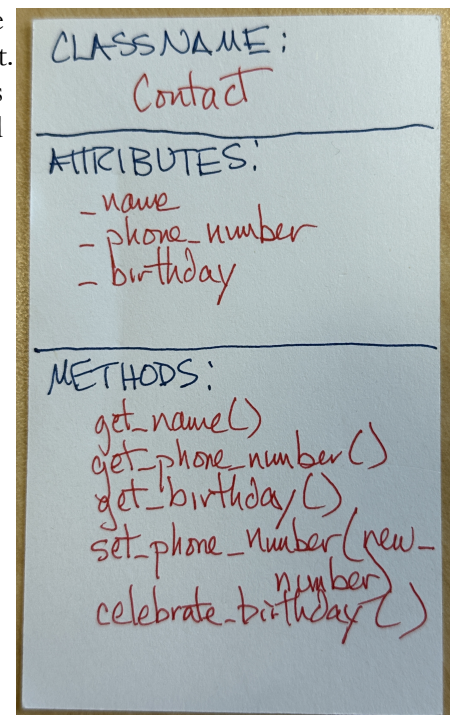 CLASSNAME:
Contact
ATTRIBUTES:
_name
_phone_number
_birthday
METHODS:
get_name()
get_phone_number()
get_birthday()
set_phone_number(new_
number)
celebrate_birthday()